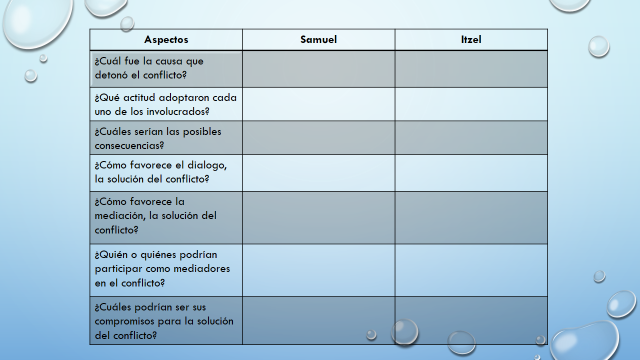 Aspectos
Samuel
Itzel
¿Cuál fue la causa que
detonó el conflicto?
¿Qué actitud adoptaron cada
uno de los involucrados?
¿Cuáles serían las posibles
consecuencias?
¿Cómo favorece el dialogo,
la solución del conflicto?
¿Cómo favorece la
mediación, la solución del
conflicto?
¿Quién o quiénes podrían
participar como mediadores
en el conflicto?
¿Cuáles podrían ser sus
compromisos para la solución
del conflicto?